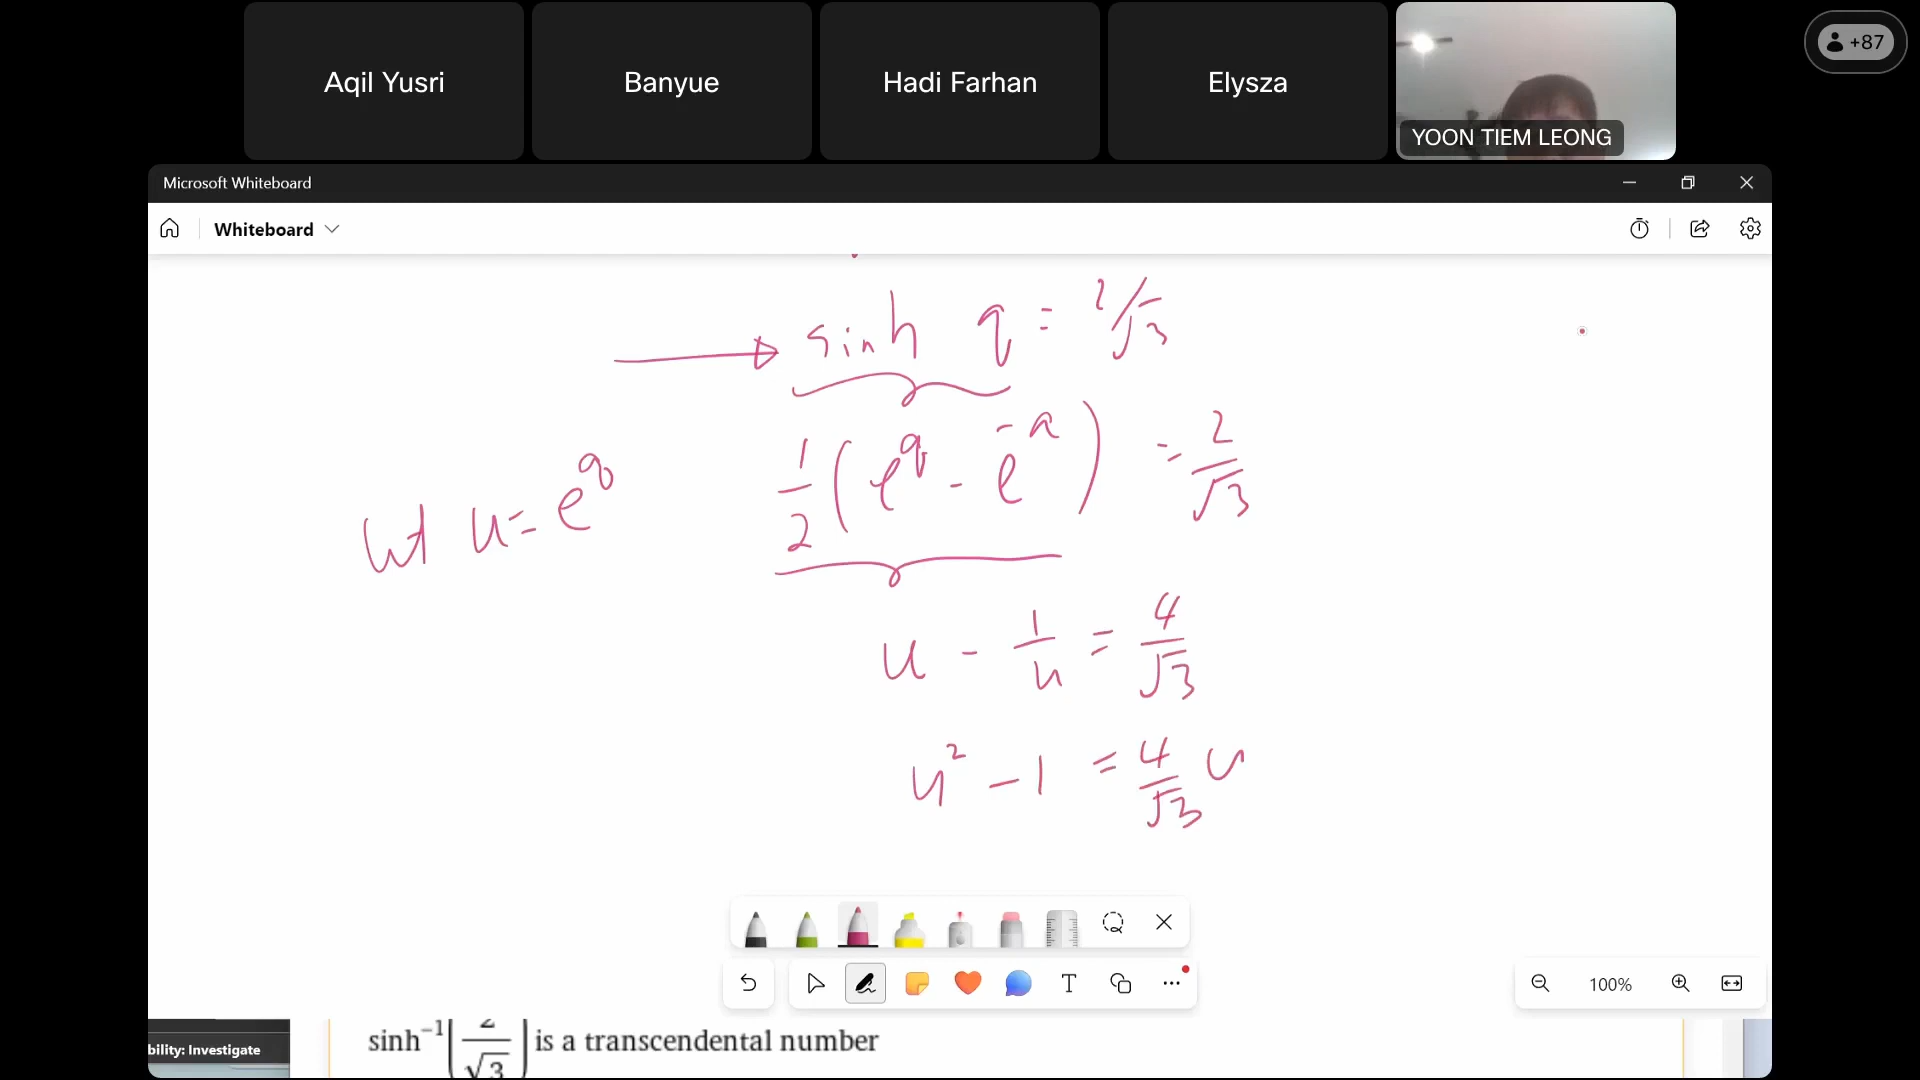 Aqil Yusri
Banyue
Hadi Farhan
Elysza
YOON TIEM LEONG
+87
Microsoft Whiteboard
Whiteboard
sinh q = 2/√3
1/2 (e^q - e^-q) = 2/√3
let u = e^q
u - 1/u = 4/√3
u² - 1 = 4/√3 u
100%
bility: Investigate
sinh⁻¹(2/√3) is a transcendental number